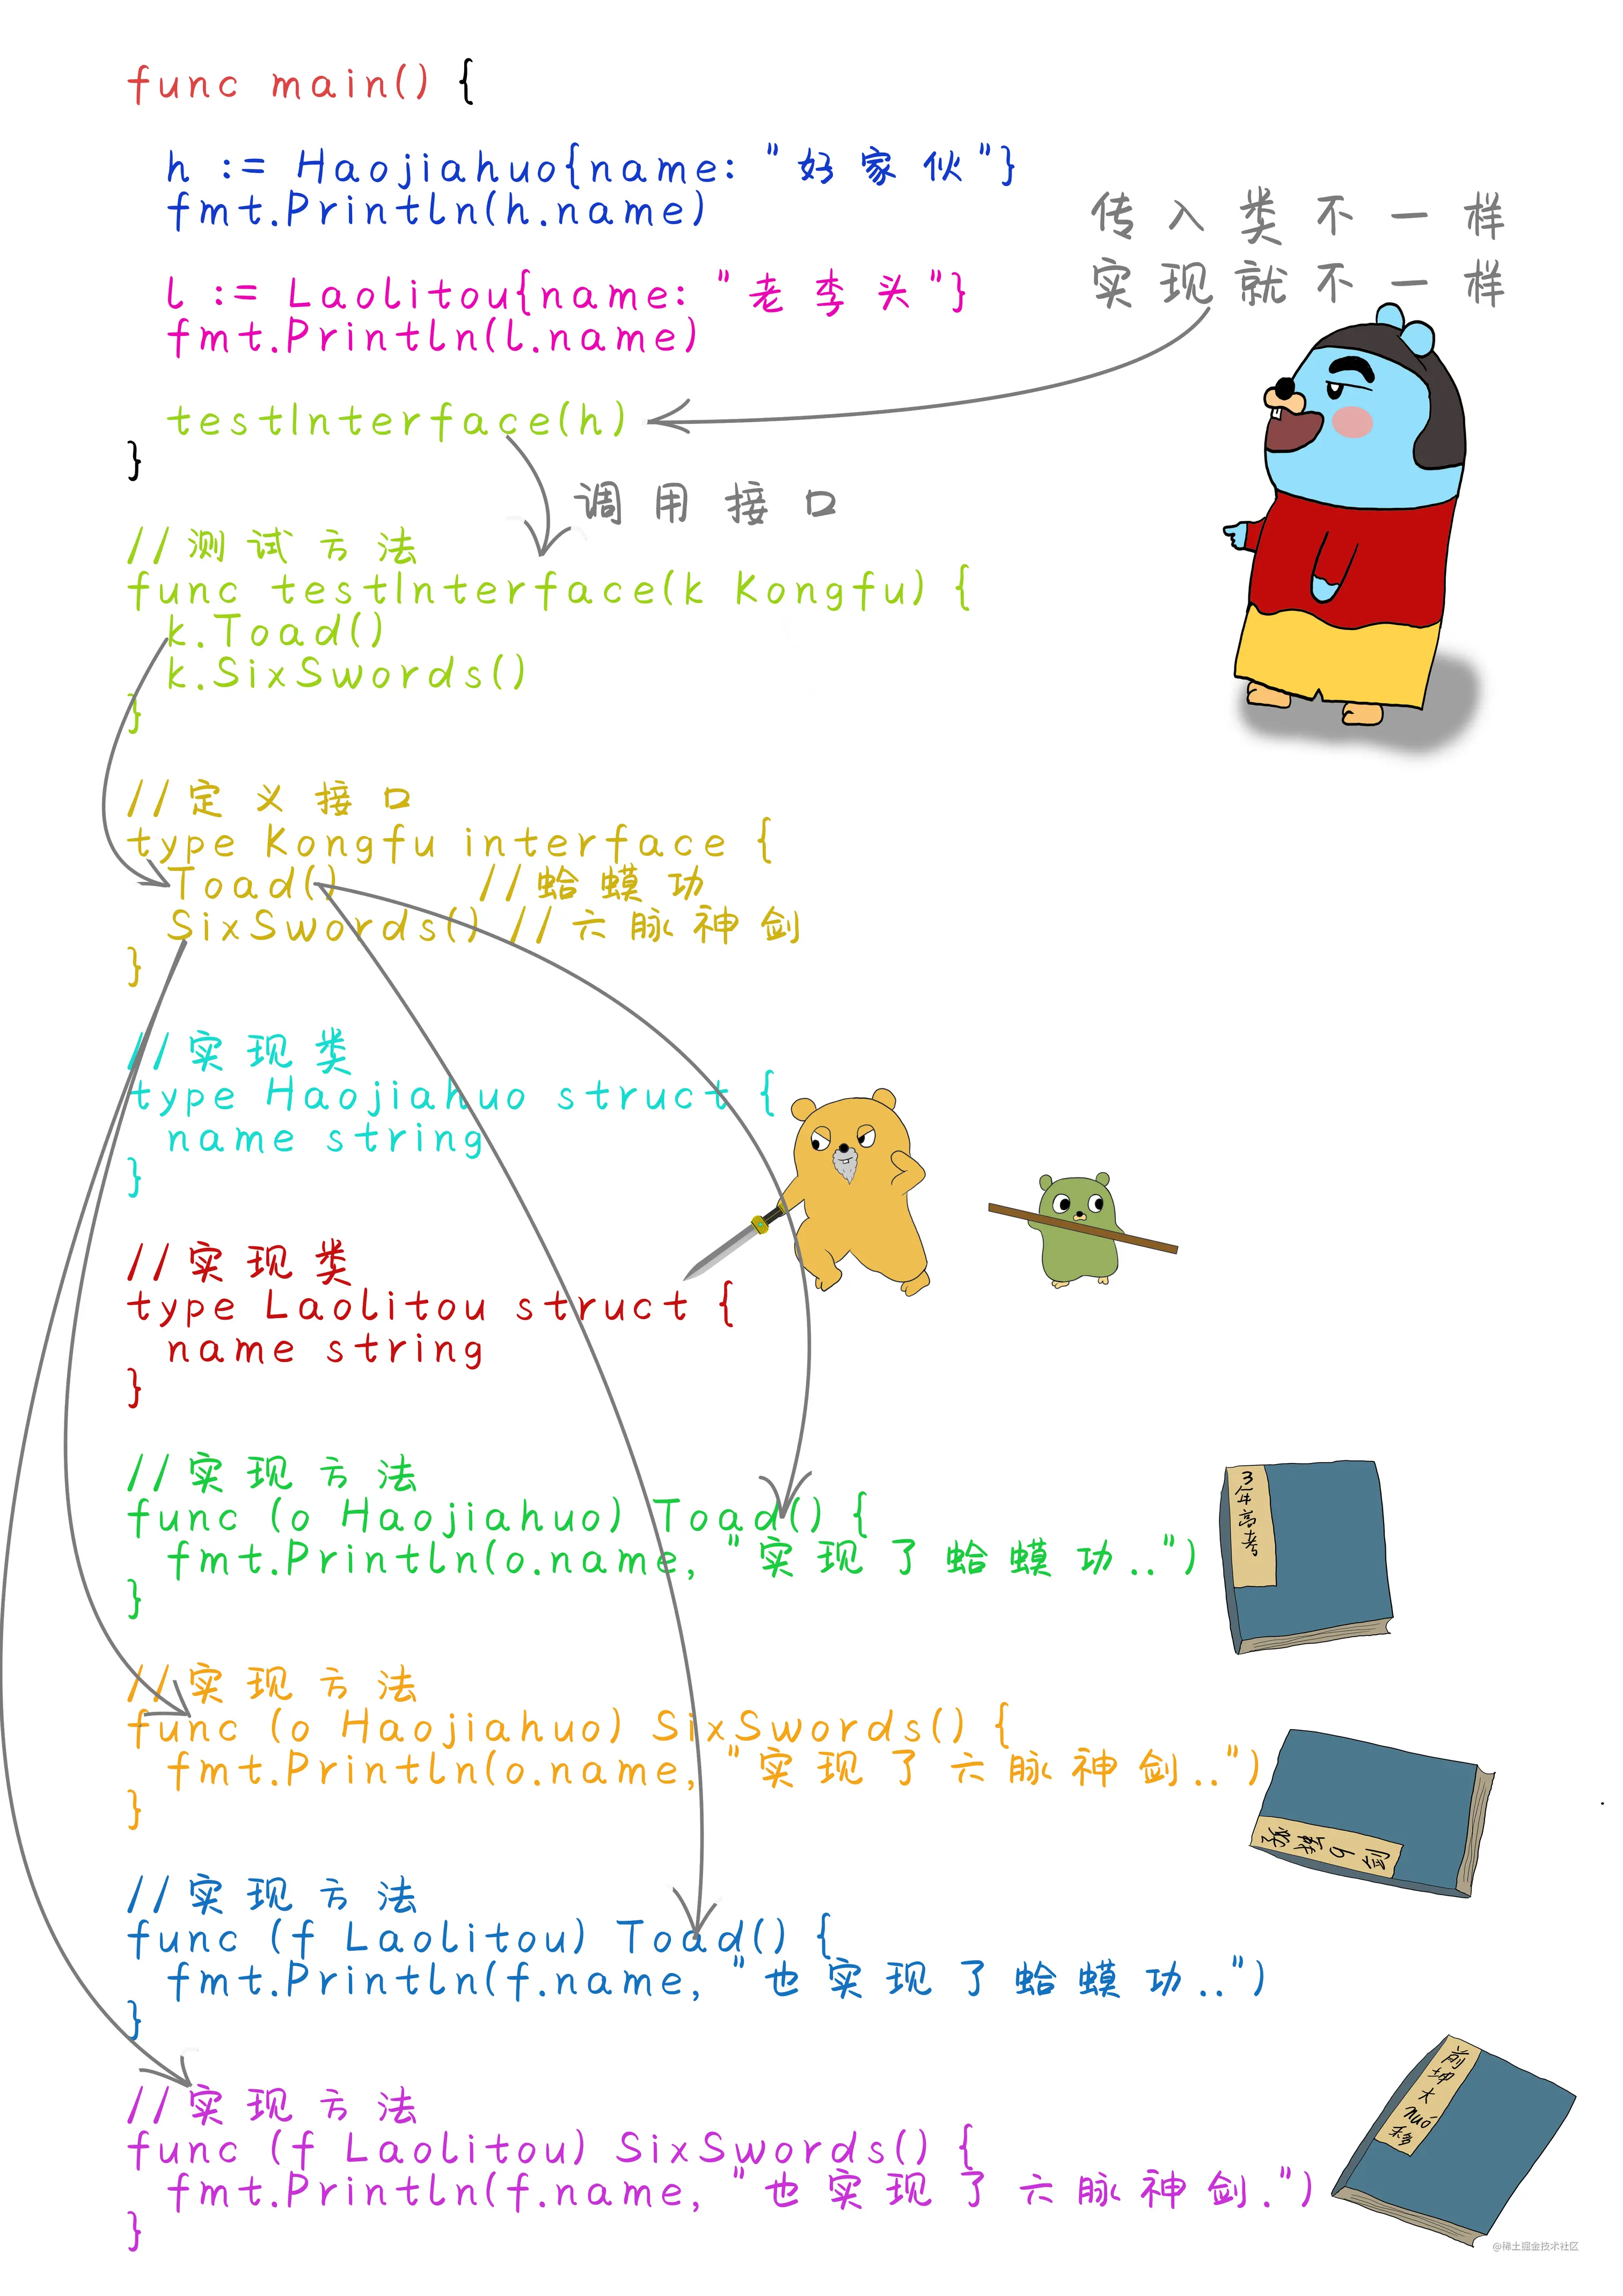 func main() {
h := Haojiahuo{name: "好家伙"}
fmt.Println(h.name)
l := Laolitou{name: "老李头"}
fmt.Println(l.name)
testInterface(h)
}
传入类不一样
实现就不一样
调用接口
//测试方法
func testInterface(k Kongfu) {
k.Toad()
k.SixSwords()
}
//定义接口
type Kongfu interface {
Toad() //蛤蟆功
SixSwords() //六脉神剑
}
//实现类
type Haojiahuo struct {
name string
}
//实现类
type Laolitou struct {
name string
}
//实现方法
func (o Haojiahuo) Toad() {
fmt.Println(o.name, "实现了蛤蟆功..")
}
3年高考
//实现方法
func (o Haojiahuo) SixSwords() {
fmt.Println(o.name, "实现了六脉神剑..")
}
//实现方法
func (f Laolitou) Toad() {
fmt.Println(f.name, "也实现了蛤蟆功..")
}
//实现方法
func (f Laolitou) SixSwords() {
fmt.Println(f.name, "也实现了六脉神剑.")
}
前坤大nuó移
@稀土掘金技术社区